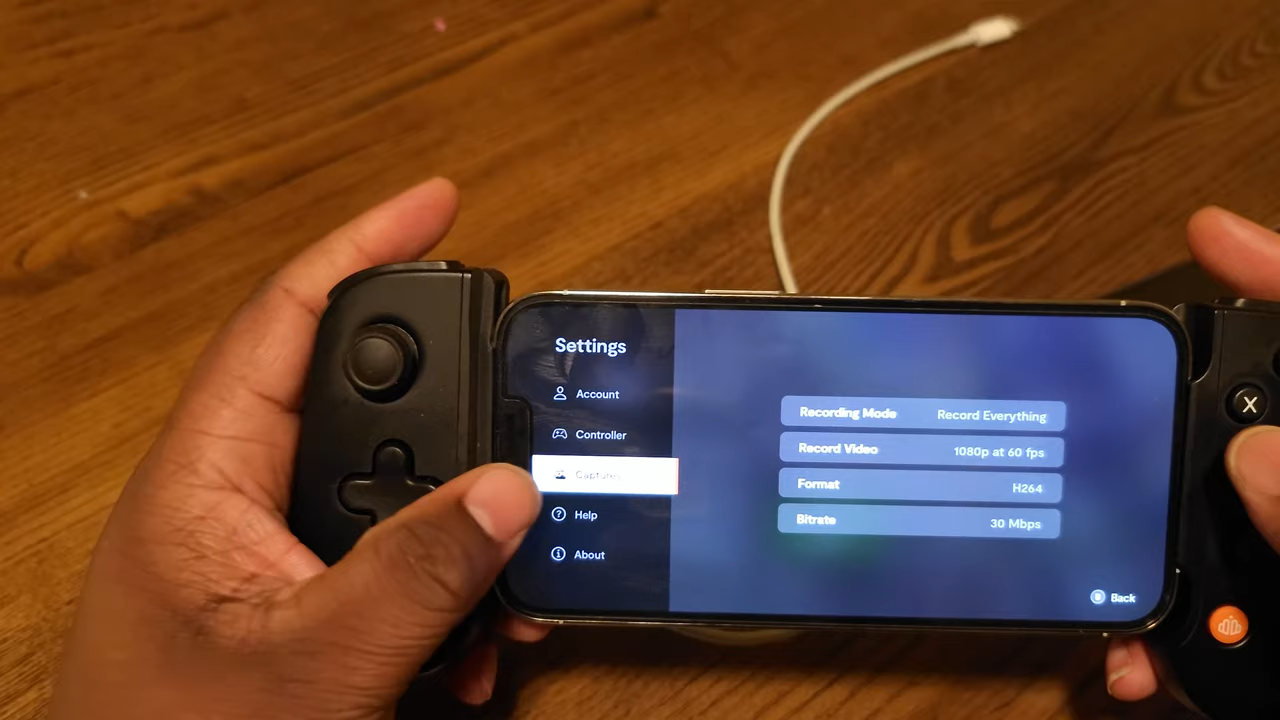 Settings
Account
Controller
Captures
Help
About
Recording Mode Record Everything
Record Video 1080p at 60 fps
Format H264
Bitrate 30 Mbps
B Back
X